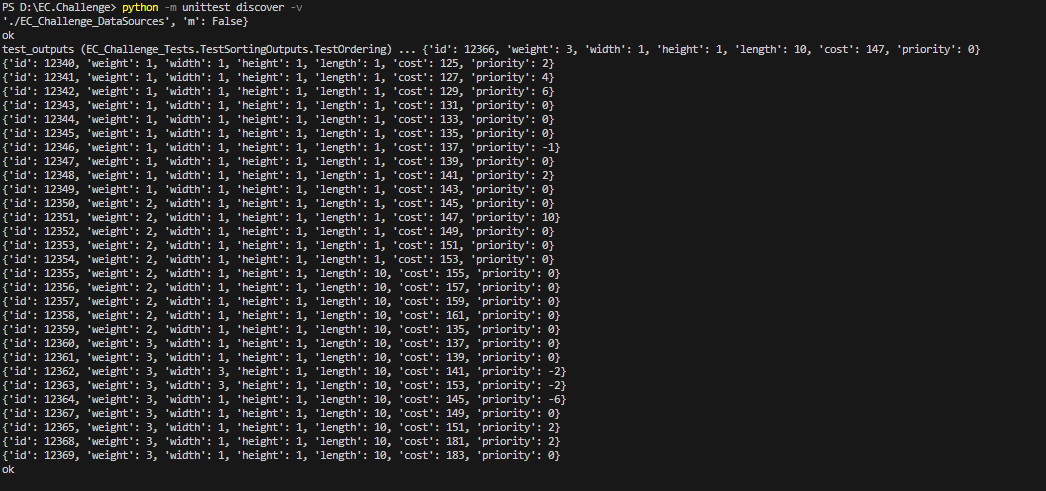 PS D:\EC.Challenge> python -m unittest discover -v
'./EC_Challenge_DataSources', 'm': False}
ok
test_outputs (EC_Challenge_Tests.TestSortingOutputs.TestOrdering) ... {'id': 12366, 'weight': 3, 'width': 1, 'height': 1, 'length': 10, 'cost': 147, 'priority': 0}
{'id': 12340, 'weight': 1, 'width': 1, 'height': 1, 'length': 1, 'cost': 125, 'priority': 2}
{'id': 12341, 'weight': 1, 'width': 1, 'height': 1, 'length': 1, 'cost': 127, 'priority': 4}
{'id': 12342, 'weight': 1, 'width': 1, 'height': 1, 'length': 1, 'cost': 129, 'priority': 6}
{'id': 12343, 'weight': 1, 'width': 1, 'height': 1, 'length': 1, 'cost': 131, 'priority': 0}
{'id': 12344, 'weight': 1, 'width': 1, 'height': 1, 'length': 1, 'cost': 133, 'priority': 0}
{'id': 12345, 'weight': 1, 'width': 1, 'height': 1, 'length': 1, 'cost': 135, 'priority': 0}
{'id': 12346, 'weight': 1, 'width': 1, 'height': 1, 'length': 1, 'cost': 137, 'priority': -1}
{'id': 12347, 'weight': 1, 'width': 1, 'height': 1, 'length': 1, 'cost': 139, 'priority': 0}
{'id': 12348, 'weight': 1, 'width': 1, 'height': 1, 'length': 1, 'cost': 141, 'priority': 2}
{'id': 12349, 'weight': 1, 'width': 1, 'height': 1, 'length': 1, 'cost': 143, 'priority': 0}
{'id': 12350, 'weight': 2, 'width': 1, 'height': 1, 'length': 1, 'cost': 145, 'priority': 0}
{'id': 12351, 'weight': 2, 'width': 1, 'height': 1, 'length': 1, 'cost': 147, 'priority': 10}
{'id': 12352, 'weight': 2, 'width': 1, 'height': 1, 'length': 1, 'cost': 149, 'priority': 0}
{'id': 12353, 'weight': 2, 'width': 1, 'height': 1, 'length': 1, 'cost': 151, 'priority': 0}
{'id': 12354, 'weight': 2, 'width': 1, 'height': 1, 'length': 1, 'cost': 153, 'priority': 0}
{'id': 12355, 'weight': 2, 'width': 1, 'height': 1, 'length': 10, 'cost': 155, 'priority': 0}
{'id': 12356, 'weight': 2, 'width': 1, 'height': 1, 'length': 10, 'cost': 157, 'priority': 0}
{'id': 12357, 'weight': 2, 'width': 1, 'height': 1, 'length': 10, 'cost': 159, 'priority': 0}
{'id': 12358, 'weight': 2, 'width': 1, 'height': 1, 'length': 10, 'cost': 161, 'priority': 0}
{'id': 12359, 'weight': 2, 'width': 1, 'height': 1, 'length': 10, 'cost': 135, 'priority': 0}
{'id': 12360, 'weight': 3, 'width': 1, 'height': 1, 'length': 10, 'cost': 137, 'priority': 0}
{'id': 12361, 'weight': 3, 'width': 1, 'height': 1, 'length': 10, 'cost': 139, 'priority': 0}
{'id': 12362, 'weight': 3, 'width': 3, 'height': 1, 'length': 10, 'cost': 141, 'priority': -2}
{'id': 12363, 'weight': 3, 'width': 3, 'height': 1, 'length': 10, 'cost': 153, 'priority': -2}
{'id': 12364, 'weight': 3, 'width': 1, 'height': 1, 'length': 10, 'cost': 145, 'priority': -6}
{'id': 12367, 'weight': 3, 'width': 1, 'height': 1, 'length': 10, 'cost': 149, 'priority': 0}
{'id': 12365, 'weight': 3, 'width': 1, 'height': 1, 'length': 10, 'cost': 151, 'priority': 2}
{'id': 12368, 'weight': 3, 'width': 1, 'height': 1, 'length': 10, 'cost': 181, 'priority': 2}
{'id': 12369, 'weight': 3, 'width': 1, 'height': 1, 'length': 10, 'cost': 183, 'priority': 0}
ok